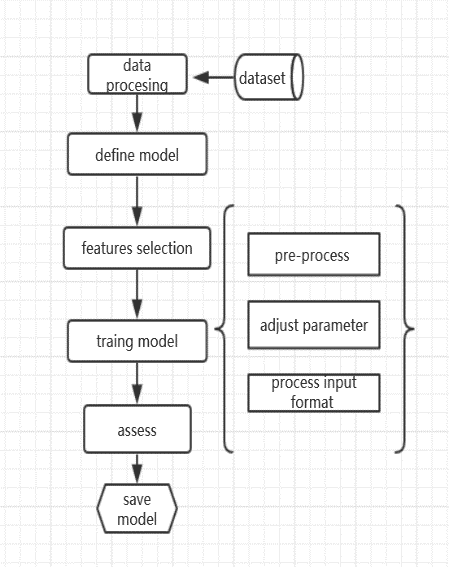 data
procesing
dataset
define model
features selection
pre-process
traing model
adjust parameter
process input
format
assess
save
model